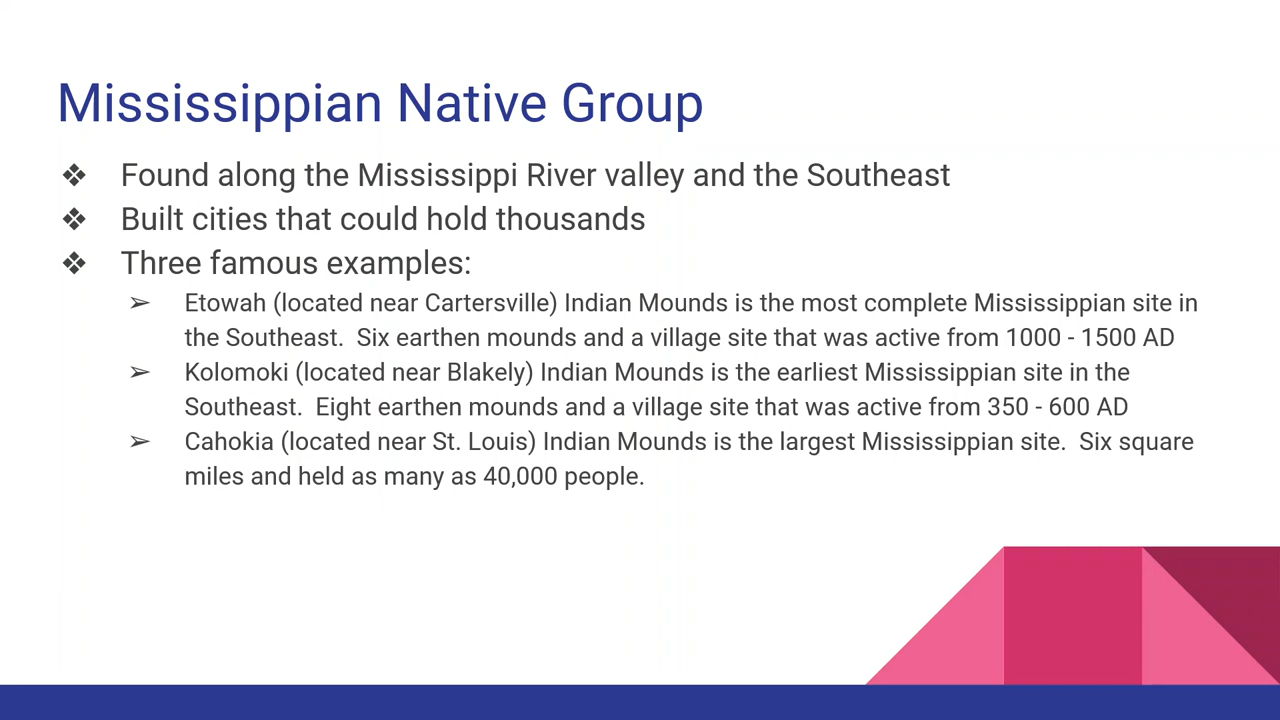 Mississippian Native Group
❖ Found along the Mississippi River valley and the Southeast
❖ Built cities that could hold thousands
❖ Three famous examples:
➢ Etowah (located near Cartersville) Indian Mounds is the most complete Mississippian site in
the Southeast.  Six earthen mounds and a village site that was active from 1000 - 1500 AD
➢ Kolomoki (located near Blakely) Indian Mounds is the earliest Mississippian site in the
Southeast.  Eight earthen mounds and a village site that was active from 350 - 600 AD
➢ Cahokia (located near St. Louis) Indian Mounds is the largest Mississippian site.  Six square
miles and held as many as 40,000 people.